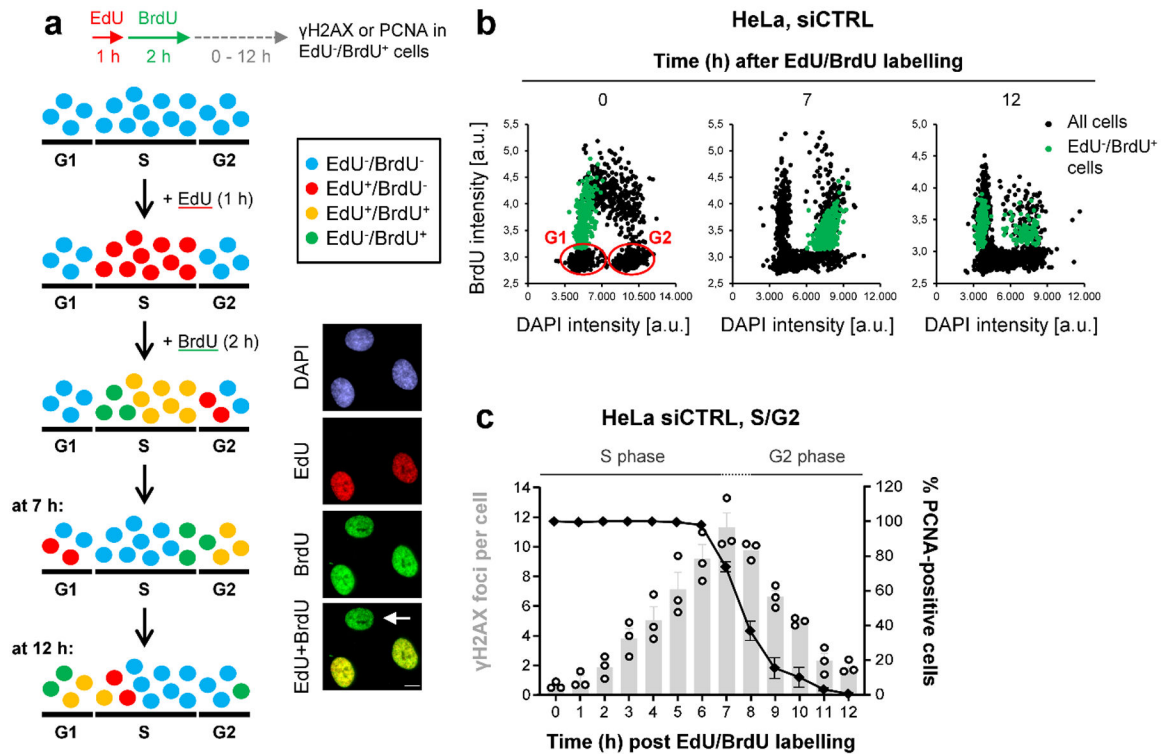 a
EdU BrdU
1 h 2 h 0 - 12 h
γH2AX or PCNA in
EdU⁻/BrdU⁺ cells
G1 S G2
+ EdU (1 h)
EdU⁻/BrdU⁻
EdU⁺/BrdU⁻
EdU⁺/BrdU⁺
EdU⁻/BrdU⁺
G1 S G2
+ BrdU (2 h)
G1 S G2
at 7 h:
G1 S G2
at 12 h:
G1 S G2
DAPI
EdU
BrdU
EdU+BrdU
b
HeLa, siCTRL
Time (h) after EdU/BrdU labelling
0 7 12
All cells
EdU⁻/BrdU⁺
cells
BrdU intensity [a.u.]
5,5
5,0
4,5
4,0
3,5
3,0
2,5
G1 G2
3.500 7.000 10.500 14.000
DAPI intensity [a.u.]
5,5
5,0
4,5
4,0
3,5
3,0
2,5
0 3.000 6.000 9.000 12.000
DAPI intensity [a.u.]
5,5
5,0
4,5
4,0
3,5
3,0
2,5
0 3.000 6.000 9.000 12.000
DAPI intensity [a.u.]
c
HeLa siCTRL, S/G2
S phase G2 phase
γH2AX foci per cell
14
12
10
8
6
4
2
0
120
100
80
60
40
20
0
% PCNA-positive cells
0 1 2 3 4 5 6 7 8 9 10 11 12
Time (h) post EdU/BrdU labelling